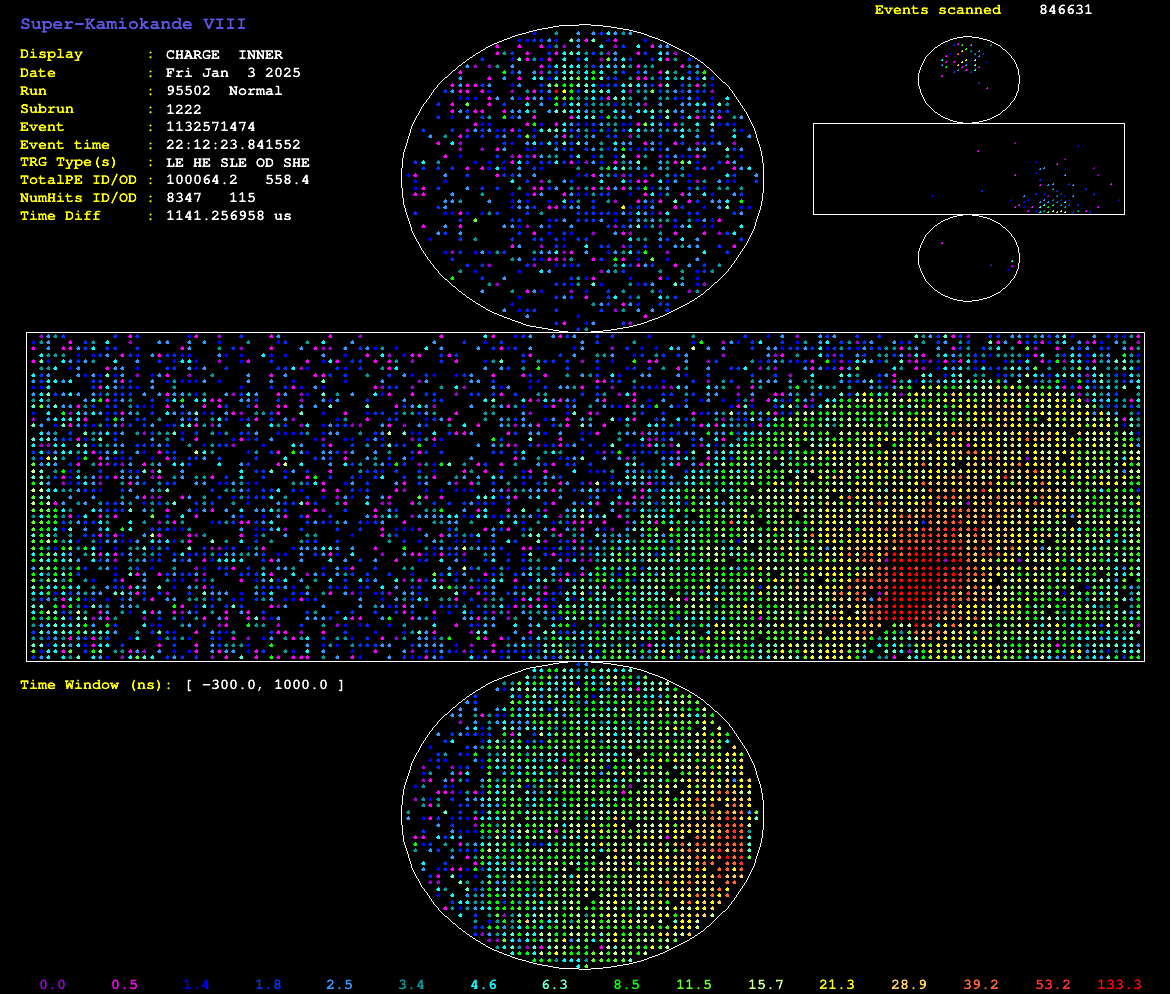 Super-Kamiokande VIII
Events scanned 846631
Display : CHARGE INNER
Date : Fri Jan 3 2025
Run : 95502 Normal
Subrun : 1222
Event : 1132571474
Event time : 22:12:23.841552
TRG Type(s) : LE HE SLE OD SHE
TotalPE ID/OD : 100064.2 558.4
NumHits ID/OD : 8347 115
Time Diff : 1141.256958 us
Time Window (ns): [ −300.0, 1000.0 ]
0.0 0.5 1.4 1.8 2.5 3.4 4.6 6.3 8.5 11.5 15.7 21.3 28.9 39.2 53.2 133.3